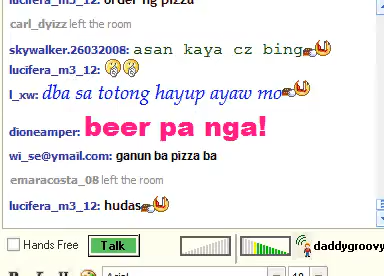 lucifera_m3_12: order ng pizza
carl_dyizz left the room
skywalker.26032008: asan kaya cz bing
lucifera_m3_12:
l_xw: dba sa totong hayup ayaw mo
dioneamper: beer pa nga!
wi_se@ymail.com: ganun ba pizza ba
emaracosta_08 left the room
lucifera_m3_12: hudas
Hands Free Talk daddygroovy